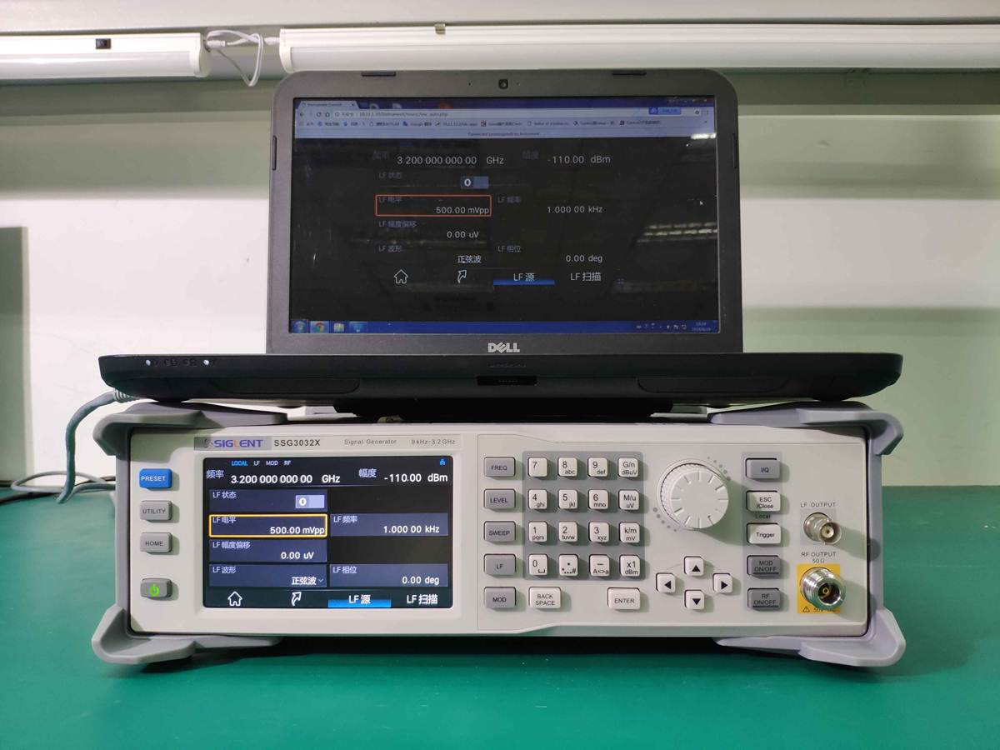 Connected (unassigned) to Instrument
频率 3.200 000 000 00 GHz 幅度 -110.00 dBm
LF 状态
0
LF 电平 LF 频率
500.00 mVpp 1.000 00 kHz
LF 幅度偏移
0.00 uV
LF 波形 LF 相位
正弦波 0.00 deg
LF 源 LF 扫描
DELL
SIGLENT SSG3032X Signal Generator 9 kHz-3.2 GHz
LOCAL LF MOD RF
频率 3.200 000 000 00 GHz 幅度 -110.00 dBm
LF 状态
0
LF 电平 LF 频率
500.00 mVpp 1.000 00 kHz
LF 幅度偏移
0.00 uV
LF 波形 LF 相位
正弦波 0.00 deg
LF 源 LF 扫描
PRESET
UTILITY
HOME
FREQ
LEVEL
SWEEP
LF
MOD
7 8 abc 9 def G/n dBuV
4 ghi 5 jkl 6 mno M/u uV
1 pqrs 2 tuvw 3 xyz k/m mV
0 . ...# − A<>a x1 dBm
BACK SPACE
ENTER
I/Q
ESC /Close
Local
Trigger
MOD ON/OFF
RF ON/OFF
LF OUTPUT
RF OUTPUT
50Ω